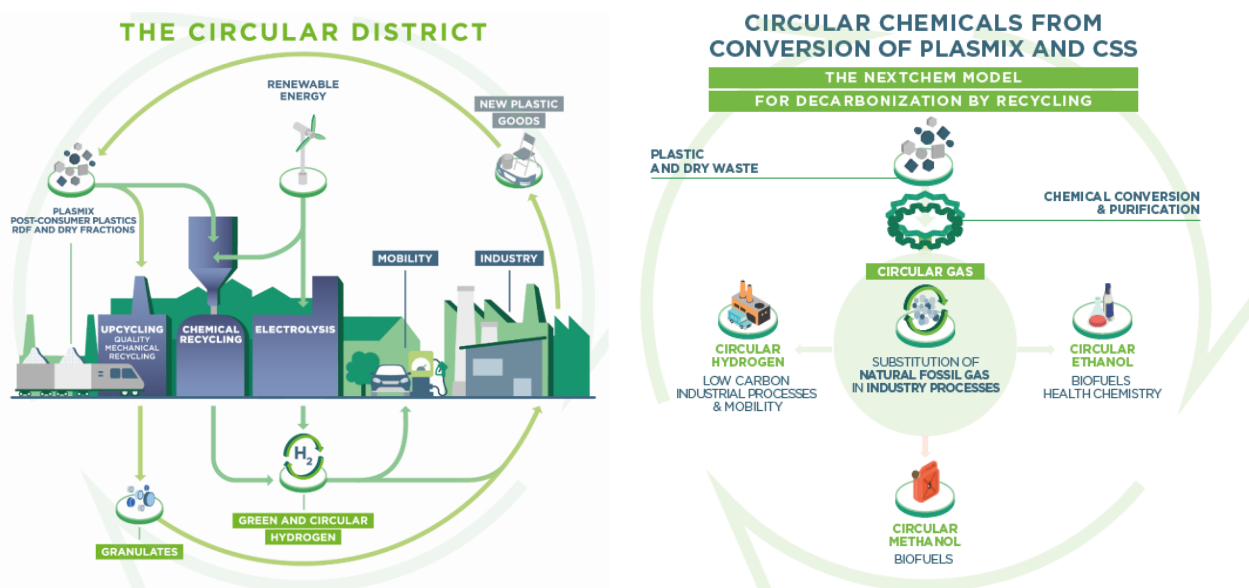 THE CIRCULAR DISTRICT
RENEWABLE
ENERGY
NEW PLASTIC
GOODS
PLASMIX
POST-CONSUMER PLASTICS
RDF AND DRY FRACTIONS
MOBILITY
INDUSTRY
UPCYCLING
QUALITY
MECHANICAL
RECYCLING
CHEMICAL
RECYCLING
ELECTROLYSIS
H2
GREEN AND CIRCULAR
HYDROGEN
GRANULATES
CIRCULAR CHEMICALS FROM
CONVERSION OF PLASMIX AND CSS
THE NEXTCHEM MODEL
FOR DECARBONIZATION BY RECYCLING
PLASTIC
AND DRY WASTE
CHEMICAL CONVERSION
& PURIFICATION
CIRCULAR GAS
SUBSTITUTION OF
NATURAL FOSSIL GAS
IN INDUSTRY PROCESSES
CIRCULAR
HYDROGEN
LOW CARBON
INDUSTRIAL PROCESSES
& MOBILITY
CIRCULAR
ETHANOL
BIOFUELS
HEALTH CHEMISTRY
CIRCULAR
METHANOL
BIOFUELS